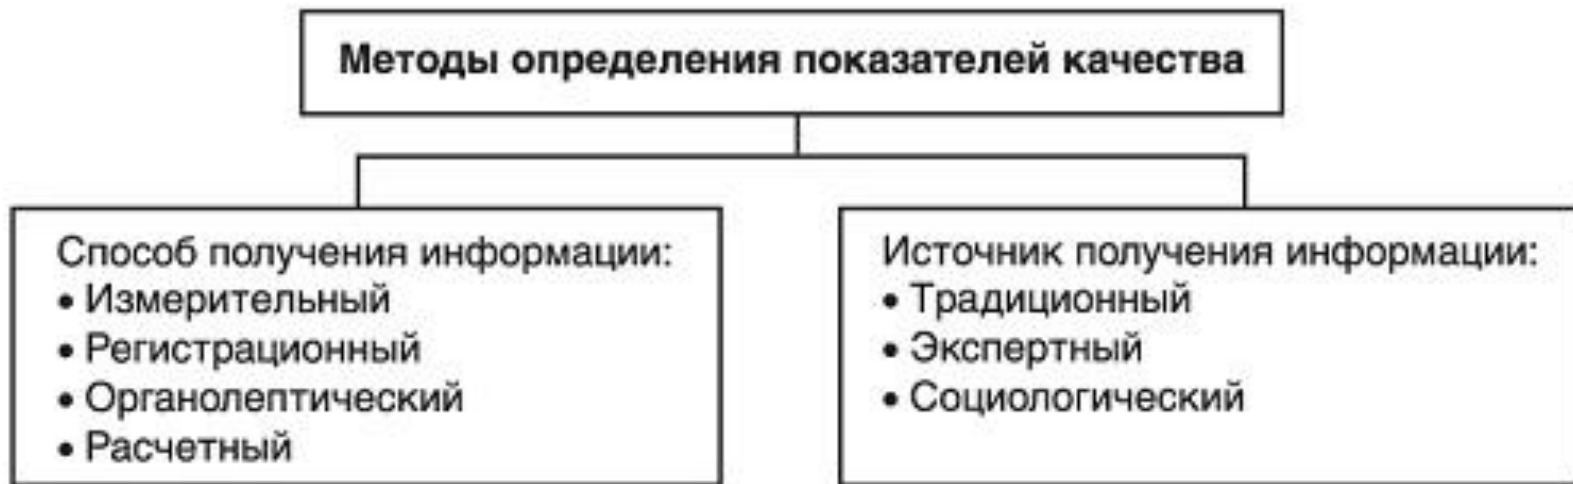 Методы определения показателей качества
Способ получения информации:
• Измерительный
• Регистрационный
• Органолептический
• Расчетный
Источник получения информации:
• Традиционный
• Экспертный
• Социологический